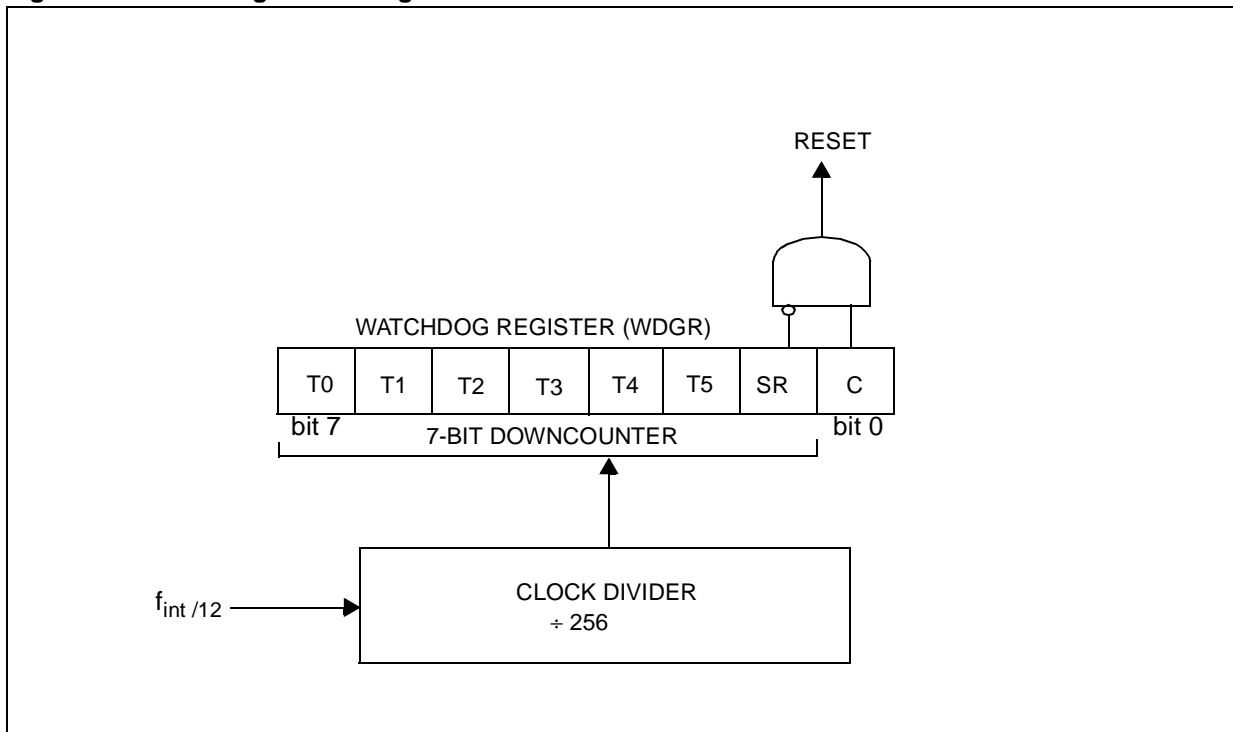 RESET
WATCHDOG REGISTER (WDGR)
T0 T1 T2 T3 T4 T5 SR C
bit 7 7-BIT DOWNCOUNTER bit 0
fint /12
CLOCK DIVIDER
÷ 256